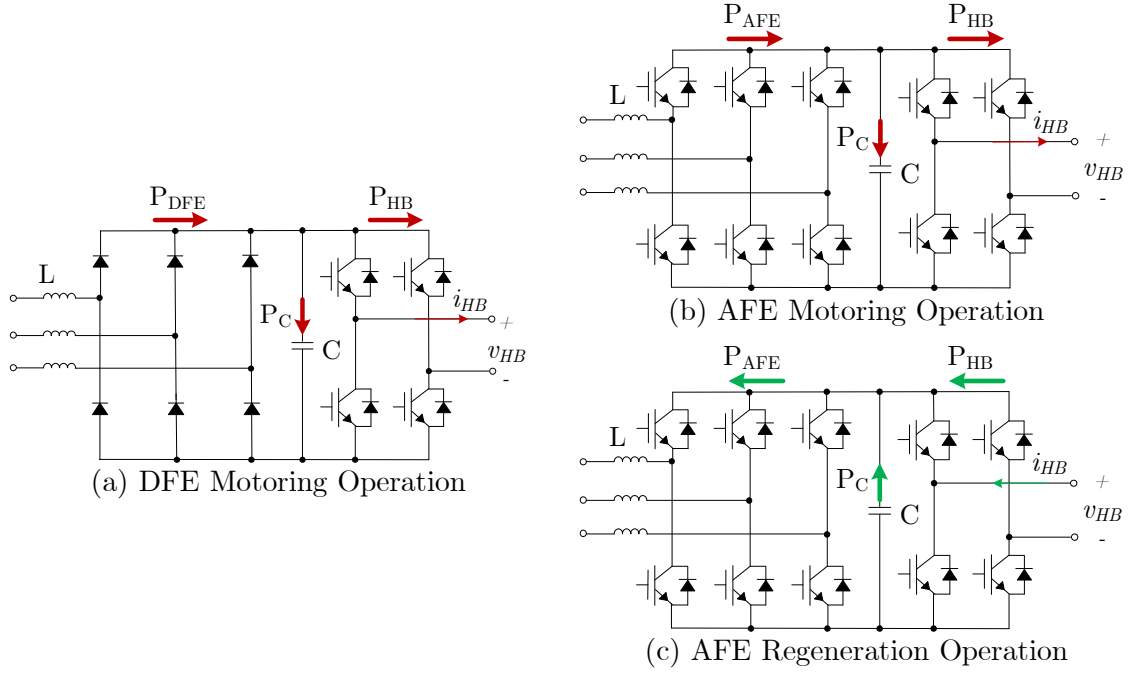 P_DFE
P_HB
L
P_C
C
i_HB
+
v_HB
-
(a) DFE Motoring Operation
P_AFE
P_HB
L
P_C
C
i_HB
+
v_HB
-
(b) AFE Motoring Operation
P_AFE
P_HB
L
P_C
C
i_HB
+
v_HB
-
(c) AFE Regeneration Operation